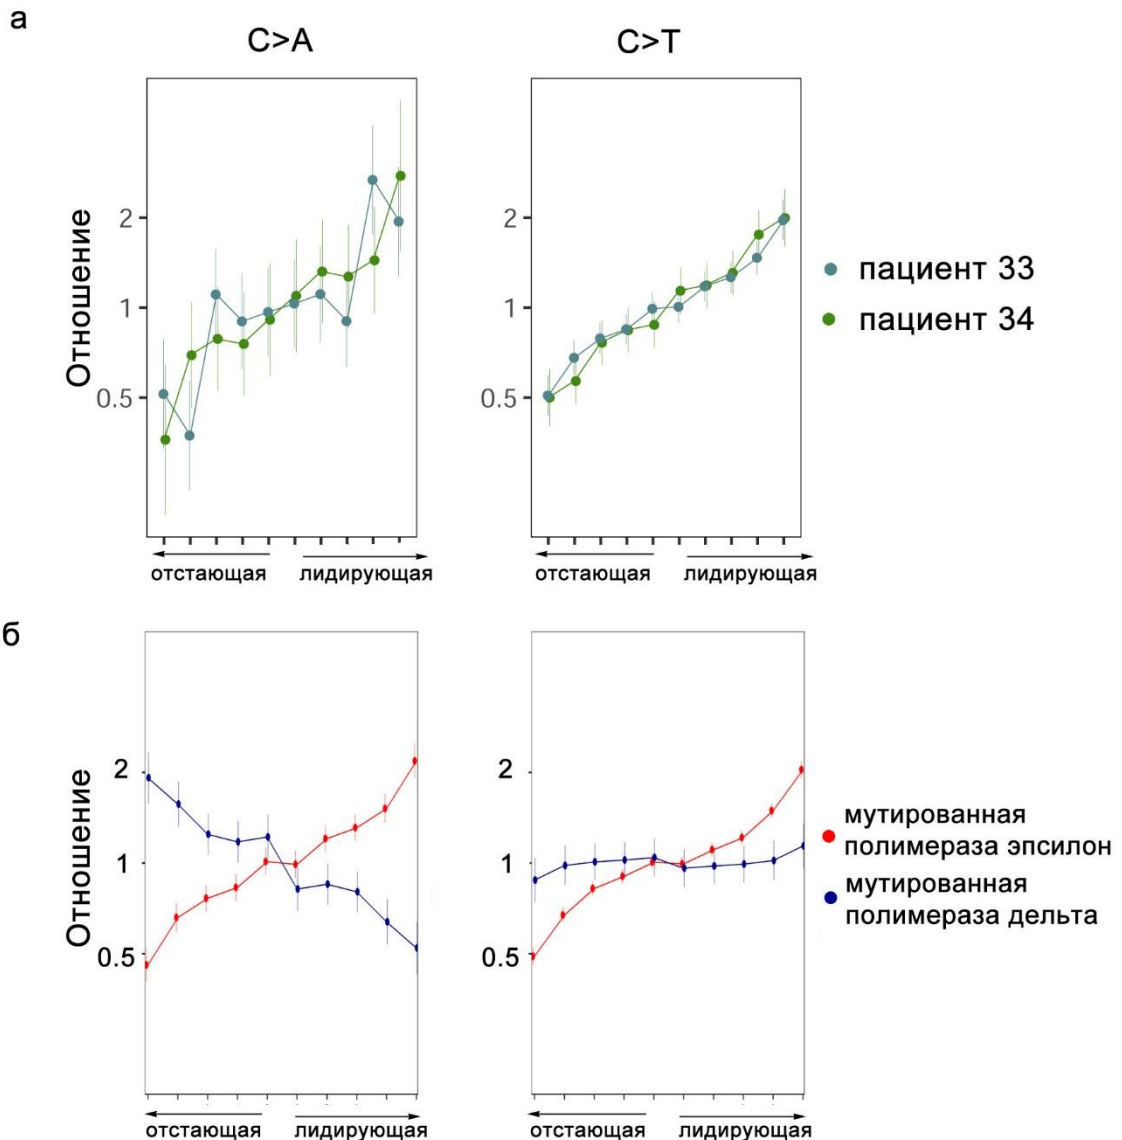 а
C>A
C>T
Отношение
2
1
0.5
2
1
0.5
пациент 33
пациент 34
отстающая
лидирующая
отстающая
лидирующая
б
Отношение
2
1
0.5
2
1
0.5
мутированная
полимераза эпсилон
мутированная
полимераза дельта
отстающая
лидирующая
отстающая
лидирующая